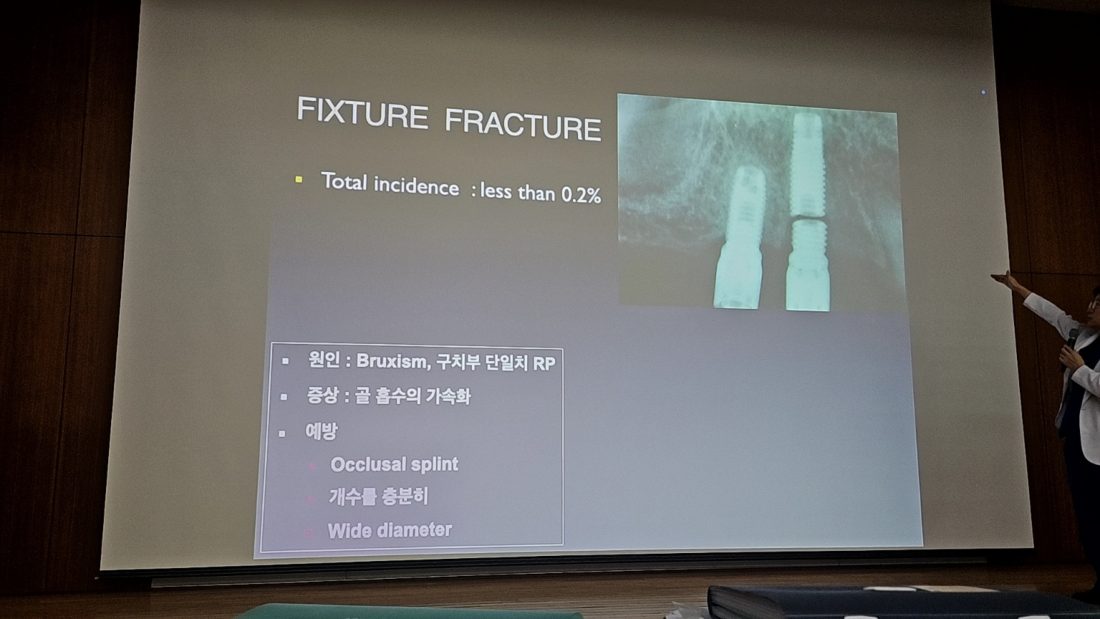 FIXTURE FRACTURE
Total incidence : less than 0.2%
원인 : Bruxism, 구치부 단일치 RP
증상 : 골 흡수의 가속화
예방
Occlusal splint
개수를 충분히
Wide diameter